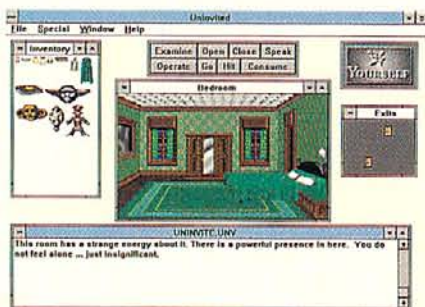 Uninvited
File Special Window Help
Inventory
Examine Open Close Speak
Operate Go Hit Consume
YOURSELF
Bedroom
Exits
UNINVITE.UNV
This room has a strange energy about it. There is a powerful presence in here. You do
not feel alone ... just insignificant.